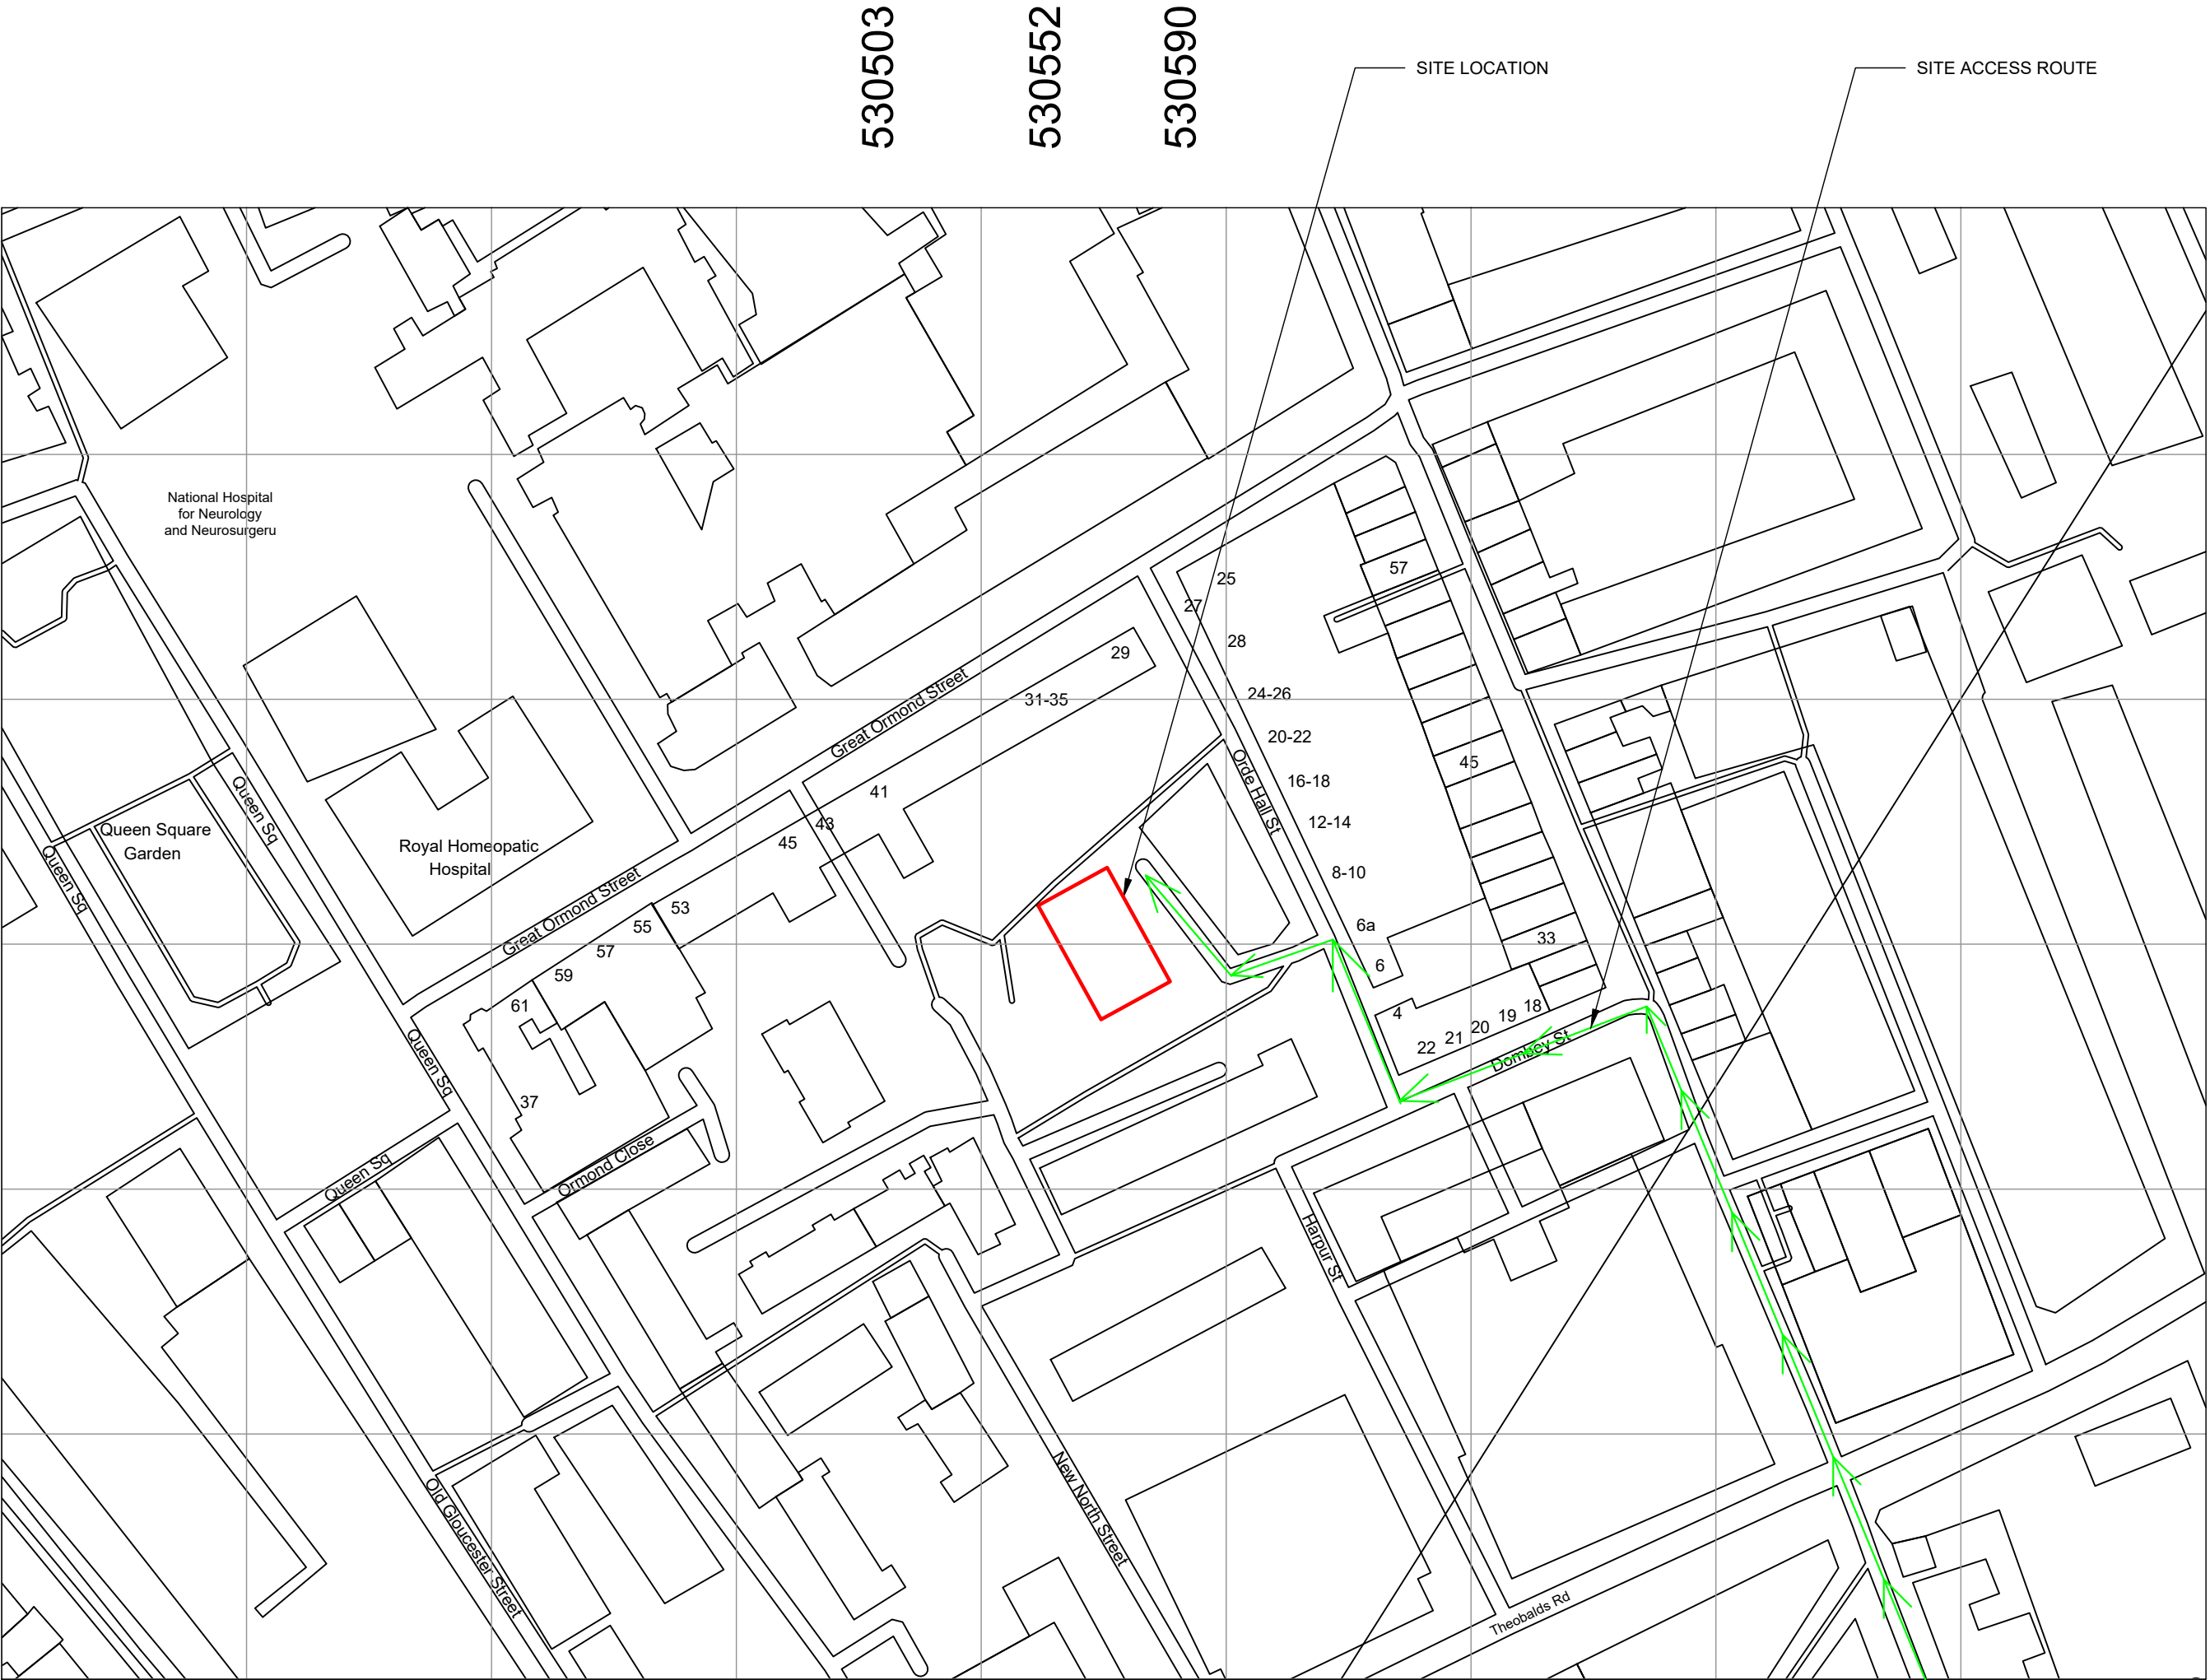 530503
530552
530590
SITE LOCATION
SITE ACCESS ROUTE
National Hospital
for Neurology
and Neurosurgeru
57
25
27
28
29
24-26
31-35
Great Ormond Street
20-22
45
Orde Hall St
16-18
41
12-14
43
45
Queen Sq
Queen Square
Garden
Royal Homeopatic
Hospital
Queen Sq
8-10
Great Ormond Street
53
55
6a
33
57
6
59
61
4
18
19
20
21
22
Dombey St
Queen Sq
37
Ormond Close
Queen Sq
Harpur St
New North Street
Old Gloucester Street
Theobalds Rd